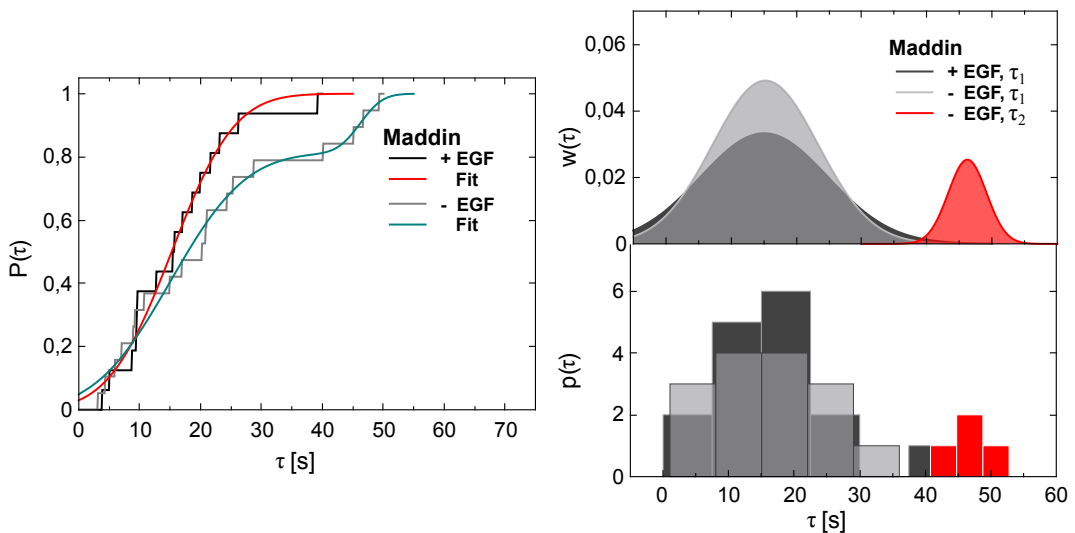 P(τ)
1
0,8
0,6
0,4
0,2
0
0 10 20 30 40 50 60 70
τ [s]
Maddin
+ EGF
Fit
- EGF
Fit
w(τ)
0,06
0,04
0,02
0
Maddin
+ EGF, τ1
- EGF, τ1
- EGF, τ2
p(τ)
6
4
2
0
0 10 20 30 40 50 60
τ [s]